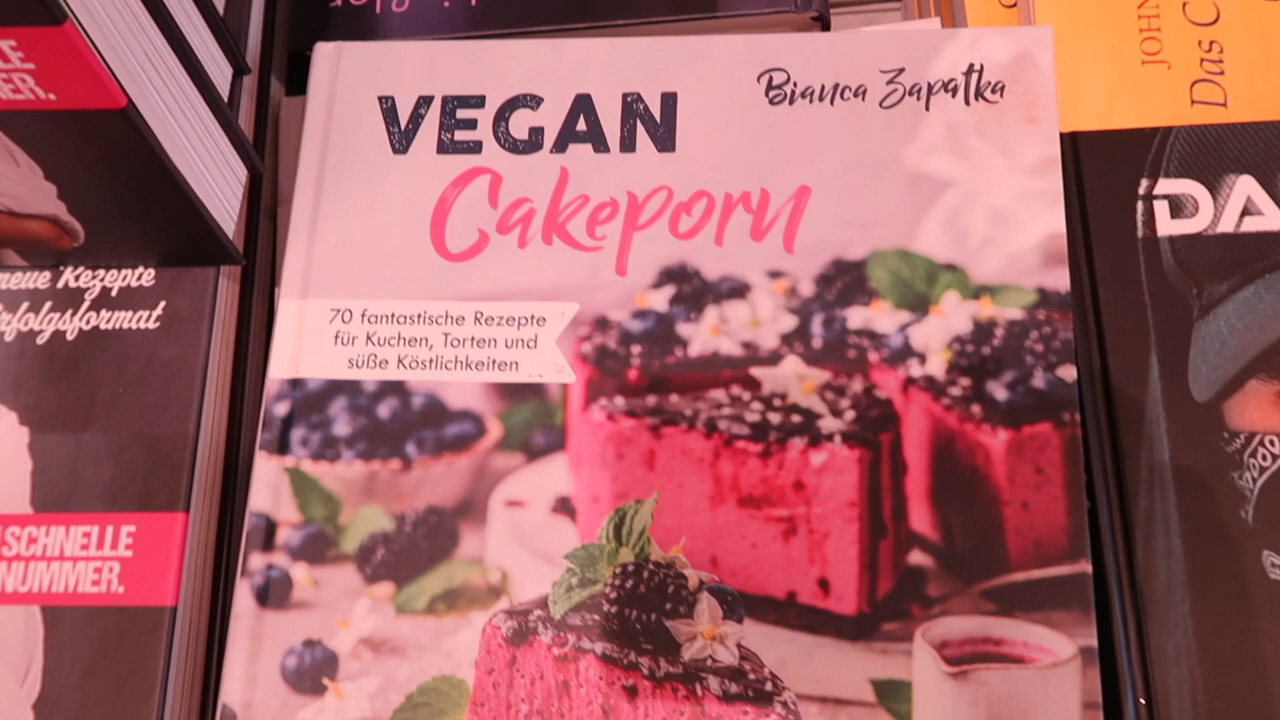 VEGAN
Cakeporn
Bianca Zapatka
70 fantastische Rezepte
für Kuchen, Torten und
süße Köstlichkeiten
neue Rezepte
SCHNELLE
NUMMER.
JOHN
Das C
DA